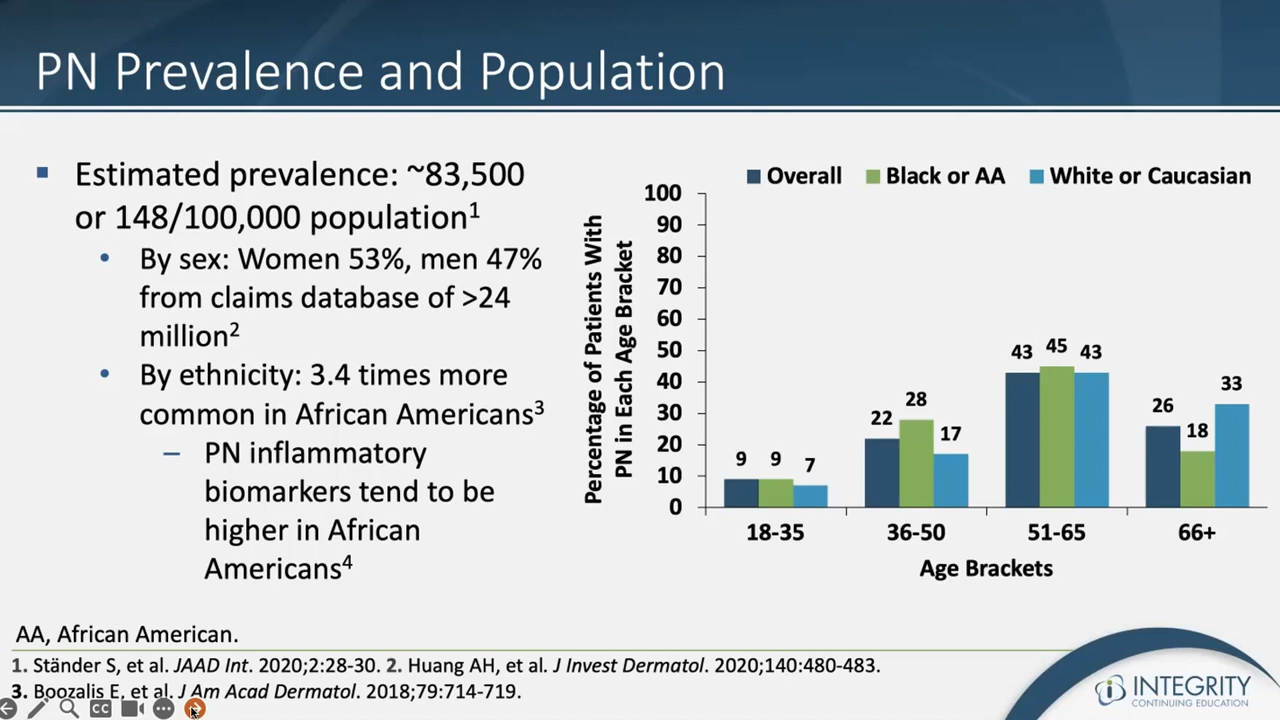 PN Prevalence and Population
▪ Estimated prevalence: ~83,500
or 148/100,000 population1
• By sex: Women 53%, men 47%
from claims database of >24
million2
• By ethnicity: 3.4 times more
common in African Americans3
– PN inflammatory
biomarkers tend to be
higher in African
Americans4
Overall Black or AA White or Caucasian
Percentage of Patients With
PN in Each Age Bracket
100
90
80
70
60
50
40
30
20
10
0
9 9 7
22 28 17
43 45 43
26 18 33
18-35 36-50 51-65 66+
Age Brackets
AA, African American.
1. Ständer S, et al. JAAD Int. 2020;2:28-30. 2. Huang AH, et al. J Invest Dermatol. 2020;140:480-483.
3. Boozalis E, et al. J Am Acad Dermatol. 2018;79:714-719.
CC
INTEGRITY
CONTINUING EDUCATION